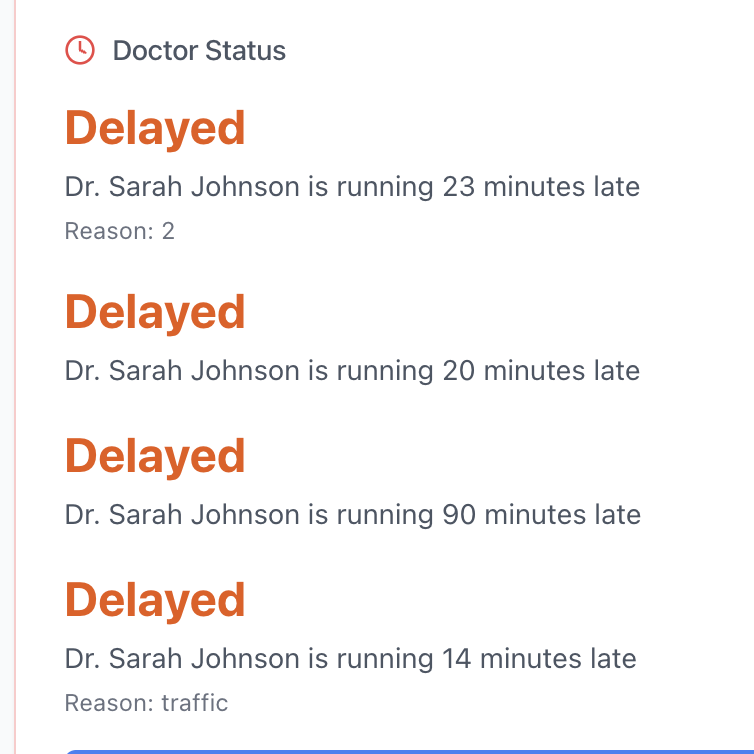 Doctor Status
Delayed
Dr. Sarah Johnson is running 23 minutes late
Reason: 2
Delayed
Dr. Sarah Johnson is running 20 minutes late
Delayed
Dr. Sarah Johnson is running 90 minutes late
Delayed
Dr. Sarah Johnson is running 14 minutes late
Reason: traffic